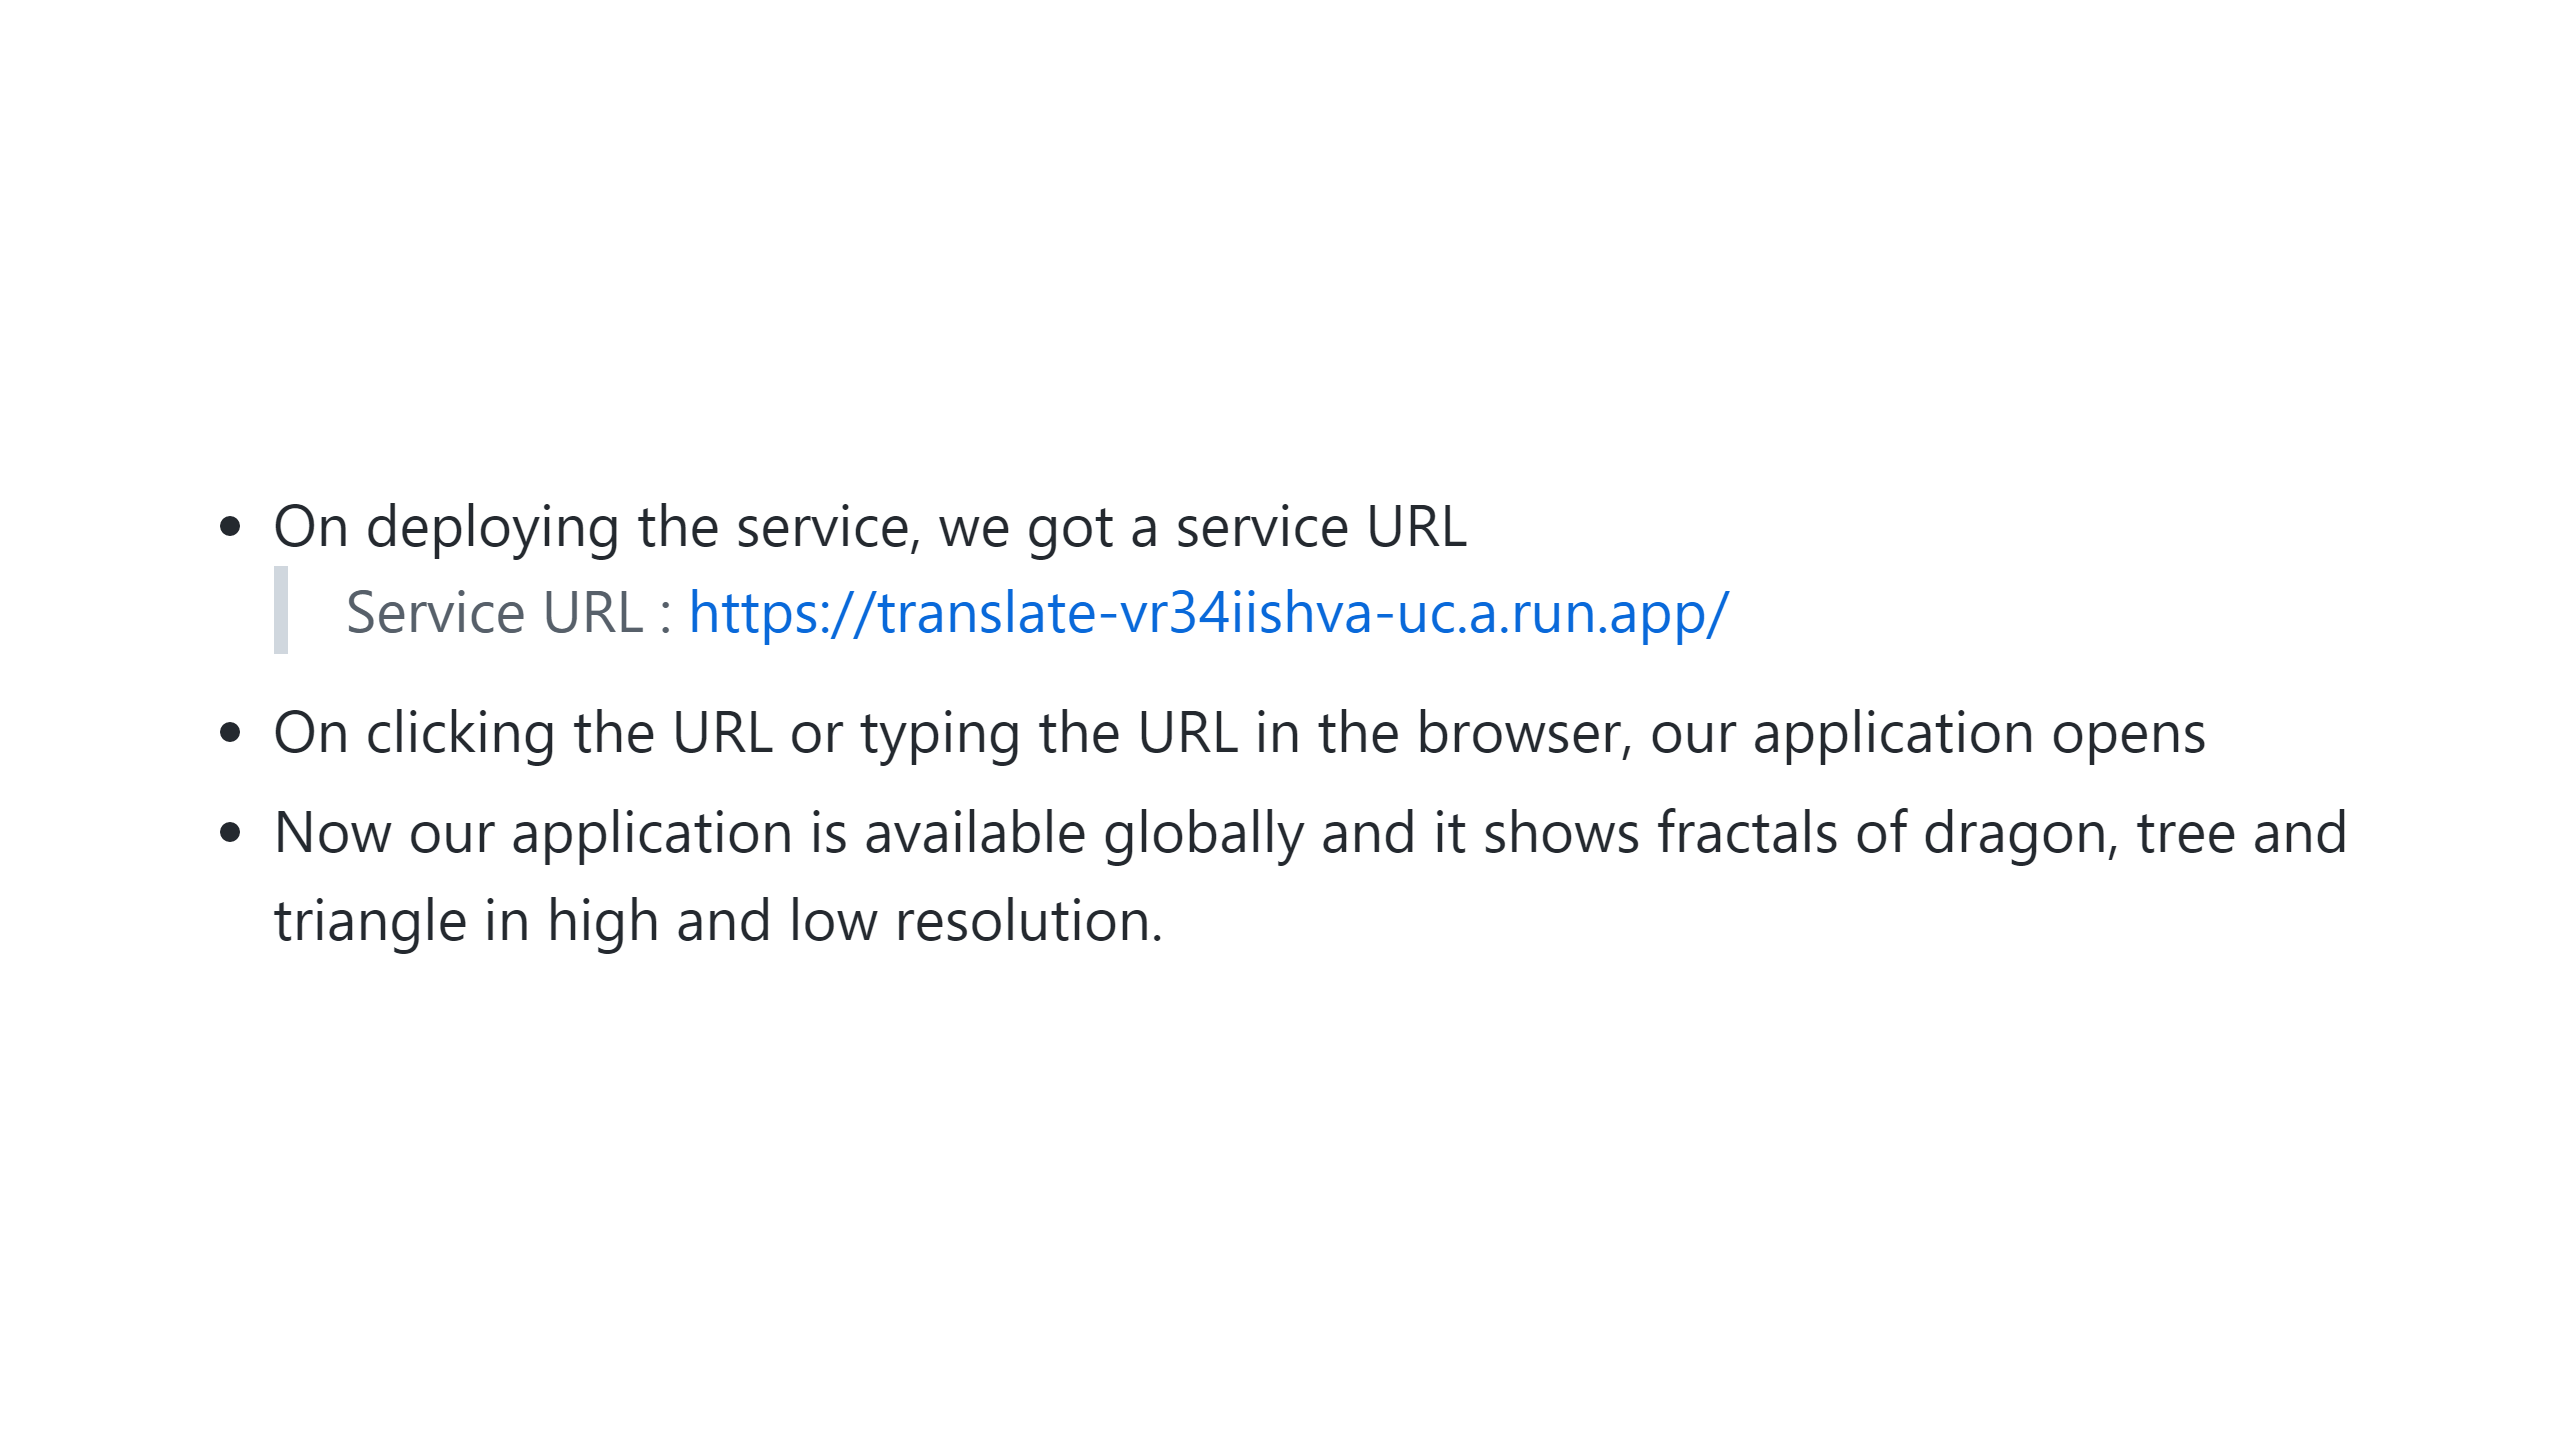 On deploying the service, we got a service URL
Service URL : https://translate-vr34iishva-uc.a.run.app/
On clicking the URL or typing the URL in the browser, our application opens
Now our application is available globally and it shows fractals of dragon, tree and
triangle in high and low resolution.